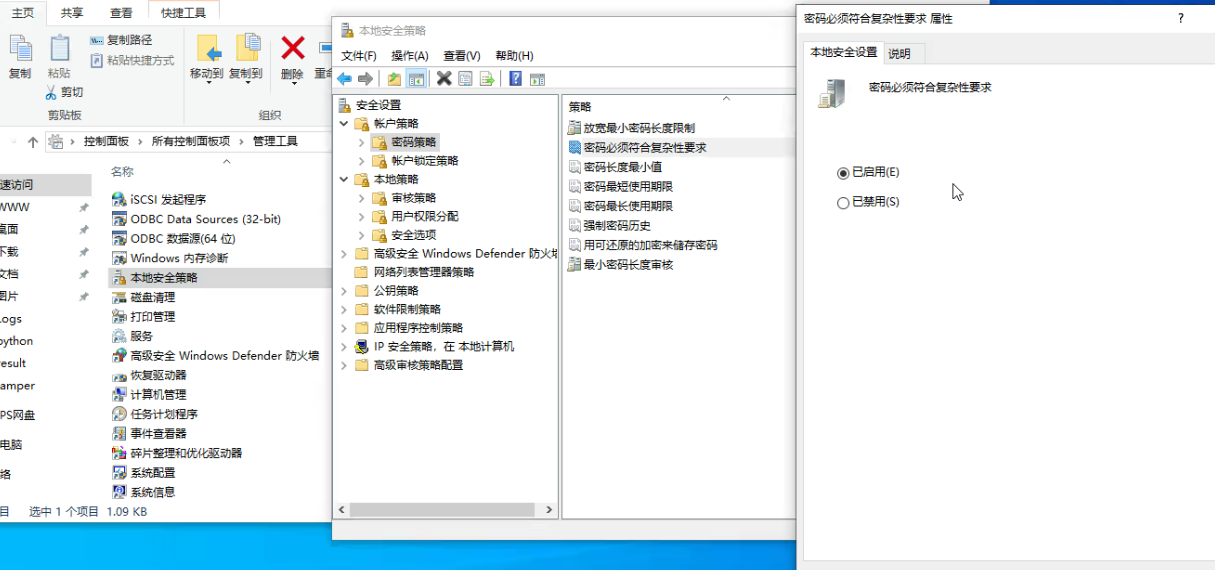 主页 共享 查看 快捷工具
复制
粘贴
复制路径
粘贴快捷方式
剪切
剪贴板
移动到 复制到 删除 重命
组织
控制面板 › 所有控制面板项 › 管理工具
速访问
WWW
桌面
下载
文档
图片
ogs
python
esult
amper
PS网盘
电脑
络
名称
iSCSI 发起程序
ODBC Data Sources (32-bit)
ODBC 数据源(64 位)
Windows 内存诊断
本地安全策略
磁盘清理
打印管理
服务
高级安全 Windows Defender 防火墙
恢复驱动器
计算机管理
任务计划程序
事件查看器
碎片整理和优化驱动器
系统配置
系统信息
目 选中 1 个项目 1.09 KB
本地安全策略
文件(F) 操作(A) 查看(V) 帮助(H)
安全设置
帐户策略
密码策略
帐户锁定策略
本地策略
审核策略
用户权限分配
安全选项
高级安全 Windows Defender 防火墙
网络列表管理器策略
公钥策略
软件限制策略
应用程序控制策略
IP 安全策略，在 本地计算机
高级审核策略配置
策略
放宽最小密码长度限制
密码必须符合复杂性要求
密码长度最小值
密码最短使用期限
密码最长使用期限
强制密码历史
用可还原的加密来储存密码
最小密码长度审核
密码必须符合复杂性要求 属性
?
本地安全设置 说明
密码必须符合复杂性要求
已启用(E)
已禁用(S)